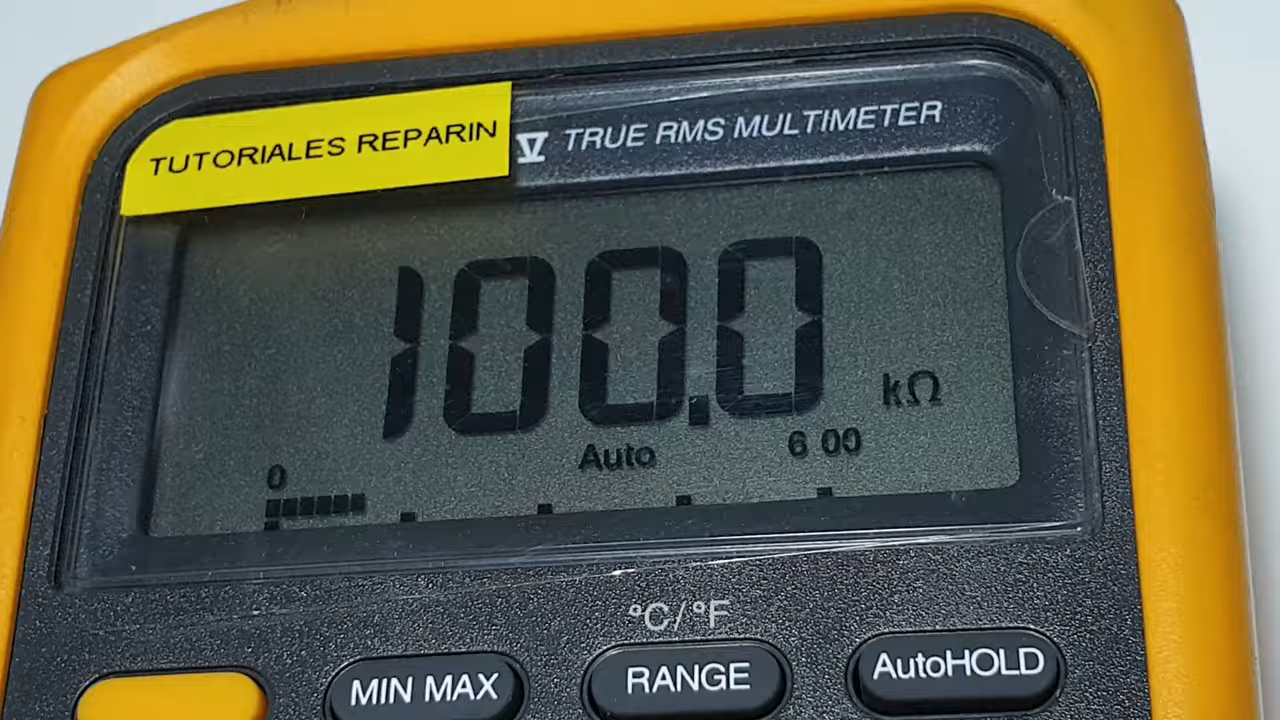 TUTORIALES REPARIN
V TRUE RMS MULTIMETER
100.0 kΩ
Auto 6 00
0
°C/°F
MIN MAX RANGE AutoHOLD